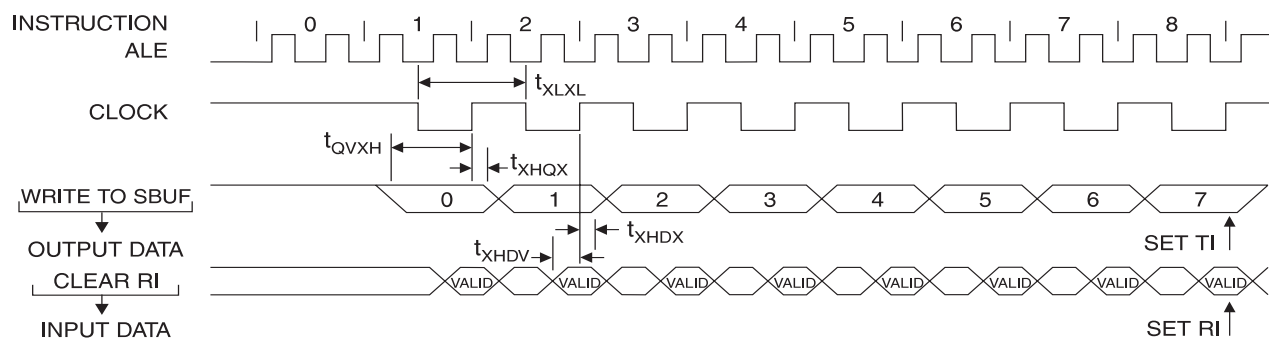 INSTRUCTION 0 1 2 3 4 5 6 7 8
ALE
tXLXL
CLOCK
tQVXH
tXHQX
WRITE TO SBUF 0 1 2 3 4 5 6 7
tXHDX
OUTPUT DATA SET TI
tXHDV
CLEAR RI VALID VALID VALID VALID VALID VALID VALID VALID
INPUT DATA SET RI